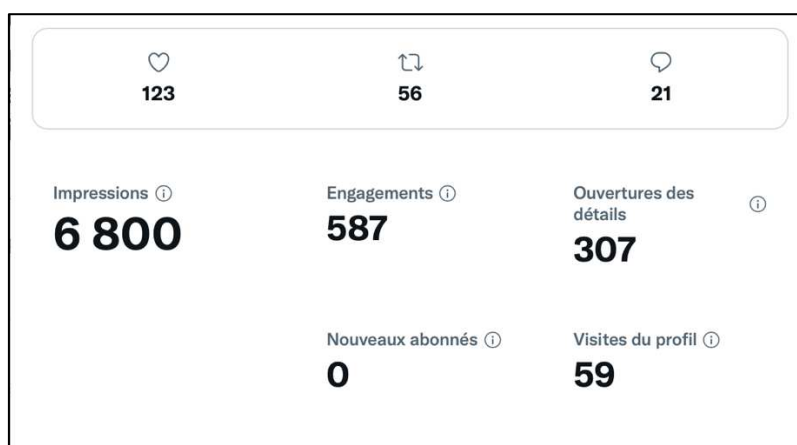 123 56 21
Impressions Engagements Ouvertures des
détails
6 800 587 307
Nouveaux abonnés Visites du profil
0 59